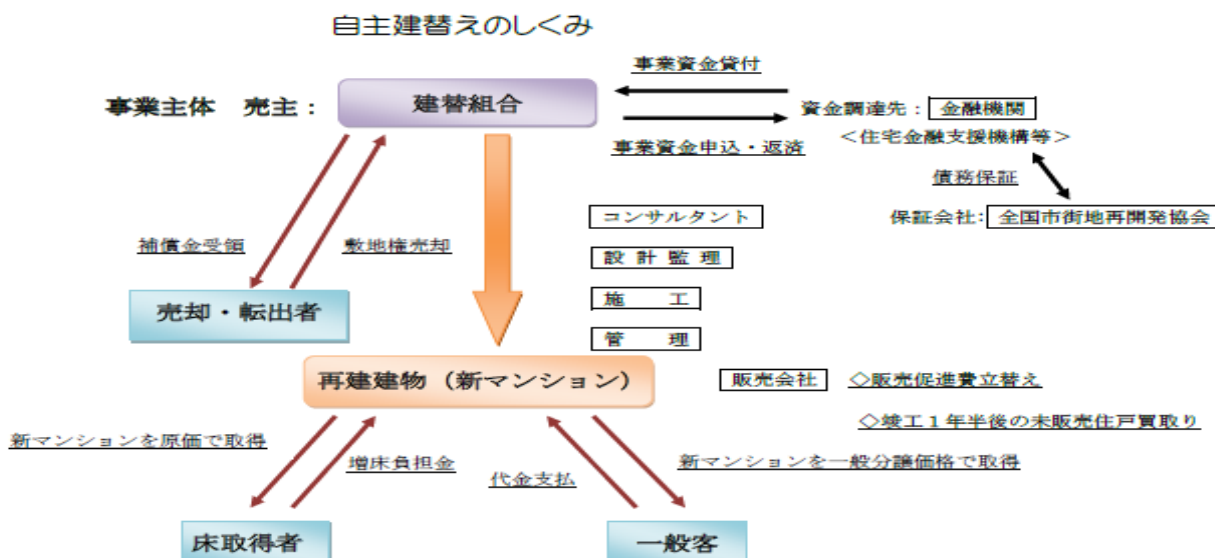 自主建替えのしくみ
事業資金貸付
事業主体　売主：
建替組合
資金調達先：金融機関
＜住宅金融支援機構等＞
事業資金申込・返済
債務保証
コンサルタント
保証会社：全国市街地再開発協会
補償金受領
敷地権売却
設計監理
売却・転出者
施　工
管　理
再建建物（新マンション）
販売会社
◇販売促進費立替え
◇竣工１年半後の未販売住戸買取り
新マンションを原価で取得
増床負担金
代金支払
新マンションを一般分譲価格で取得
床取得者
一般客